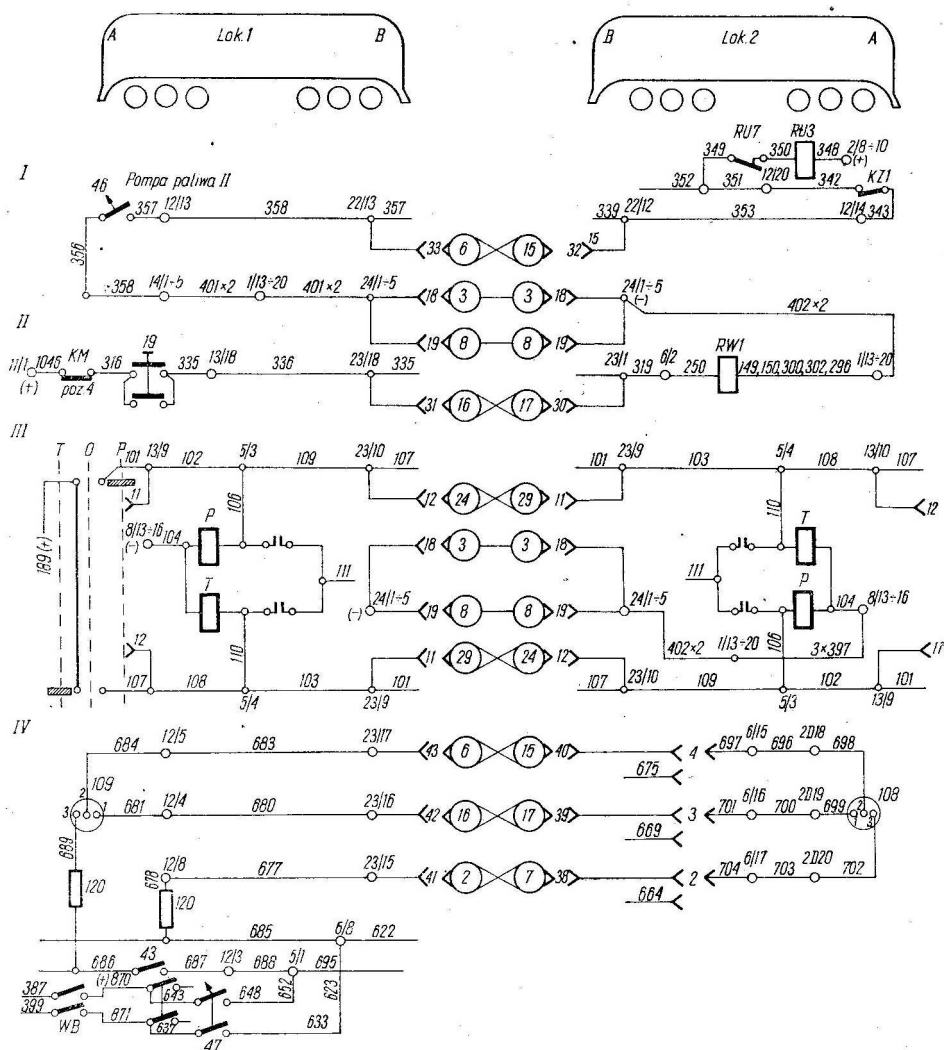 A Lok.1 B
B Lok.2 A
RU7 RU3
349 350 348 2/8÷10
(+)
I
352 351 12/20 342 KZ1
46 Pompa paliwa II
357 12/13 358 22/13 357
339 22/12 353 12/14 343
356
33 6 15 32 15
358 14/1÷5 401×2 1/13÷20 401×2 24/1÷5
18 3 3 18
24/1÷5
(-)
402×2
19 8 8 19
II
11/1 1045 KM 316 19 335 13/18 336 23/18 335
(+) poz.4
23/1 319 6/2 250 RW1 149,150,300,302,296 1/13÷20
31 16 17 30
III
T O P
101 13/9 102 5/3 109 23/10 107
101 23/9 103 5/4 108 13/10 107
11
12 24 29 11
12
189(+)
8/13÷16
(-)
104 P 106
110 T
18 3 3 18
111
111
T
P 104 8/13÷16
(-) 24/1÷5
19 8 8 19
24/1÷5
110
106
402×2 1/13÷20 3×397
12
11 29 24 12
11
107 108 5/4 103 23/9 101
107 23/10 109 5/3 102 13/9 101
IV
684 12/5 683 23/17
43 6 15 40
4 697 6/15 696 2D18 698
675
109
2
3 1
681 12/4 680 23/16
42 16 17 39
3 701 6/16 700 2D19 699
108
2
1 3
669
689
12/8 677 23/15
678
41 2 7 38
2 704 6/17 703 2D20 702
664
120
120
685 6/8 622
686 43 687 12/3 688 5/1 695
387 (+) 870
643 648 652 623
399 WB 871 637 47 633